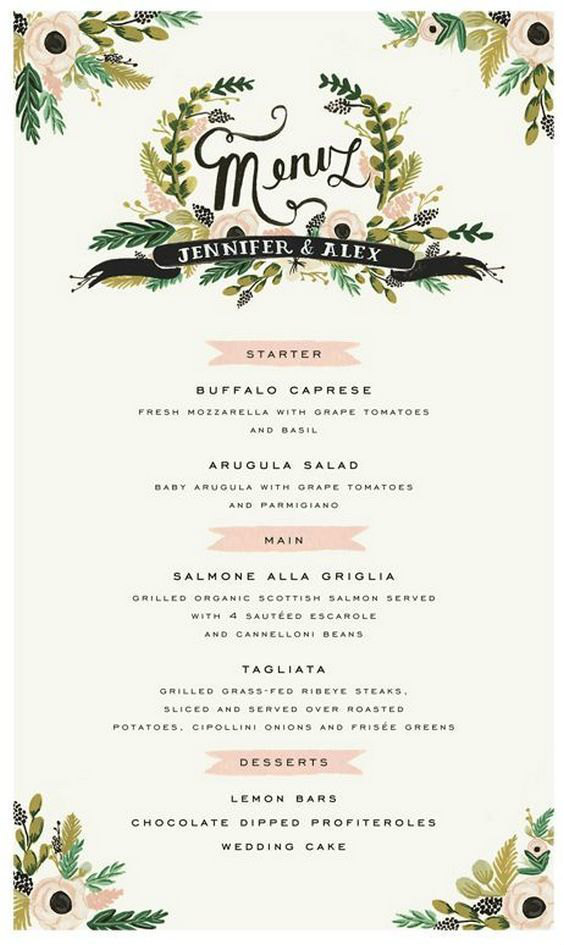 Menu
JENNIFER & ALEX
STARTER
BUFFALO CAPRESE
FRESH MOZZARELLA WITH GRAPE TOMATOES
AND BASIL
ARUGULA SALAD
BABY ARUGULA WITH GRAPE TOMATOES
AND PARMIGIANO
MAIN
SALMONE ALLA GRIGLIA
GRILLED ORGANIC SCOTTISH SALMON SERVED
WITH 4 SAUTÉED ESCAROLE
AND CANNELLONI BEANS
TAGLIATA
GRILLED GRASS-FED RIBEYE STEAKS,
SLICED AND SERVED OVER ROASTED
POTATOES, CIPOLLINI ONIONS AND FRISÉE GREENS
DESSERTS
LEMON BARS
CHOCOLATE DIPPED PROFITEROLES
WEDDING CAKE